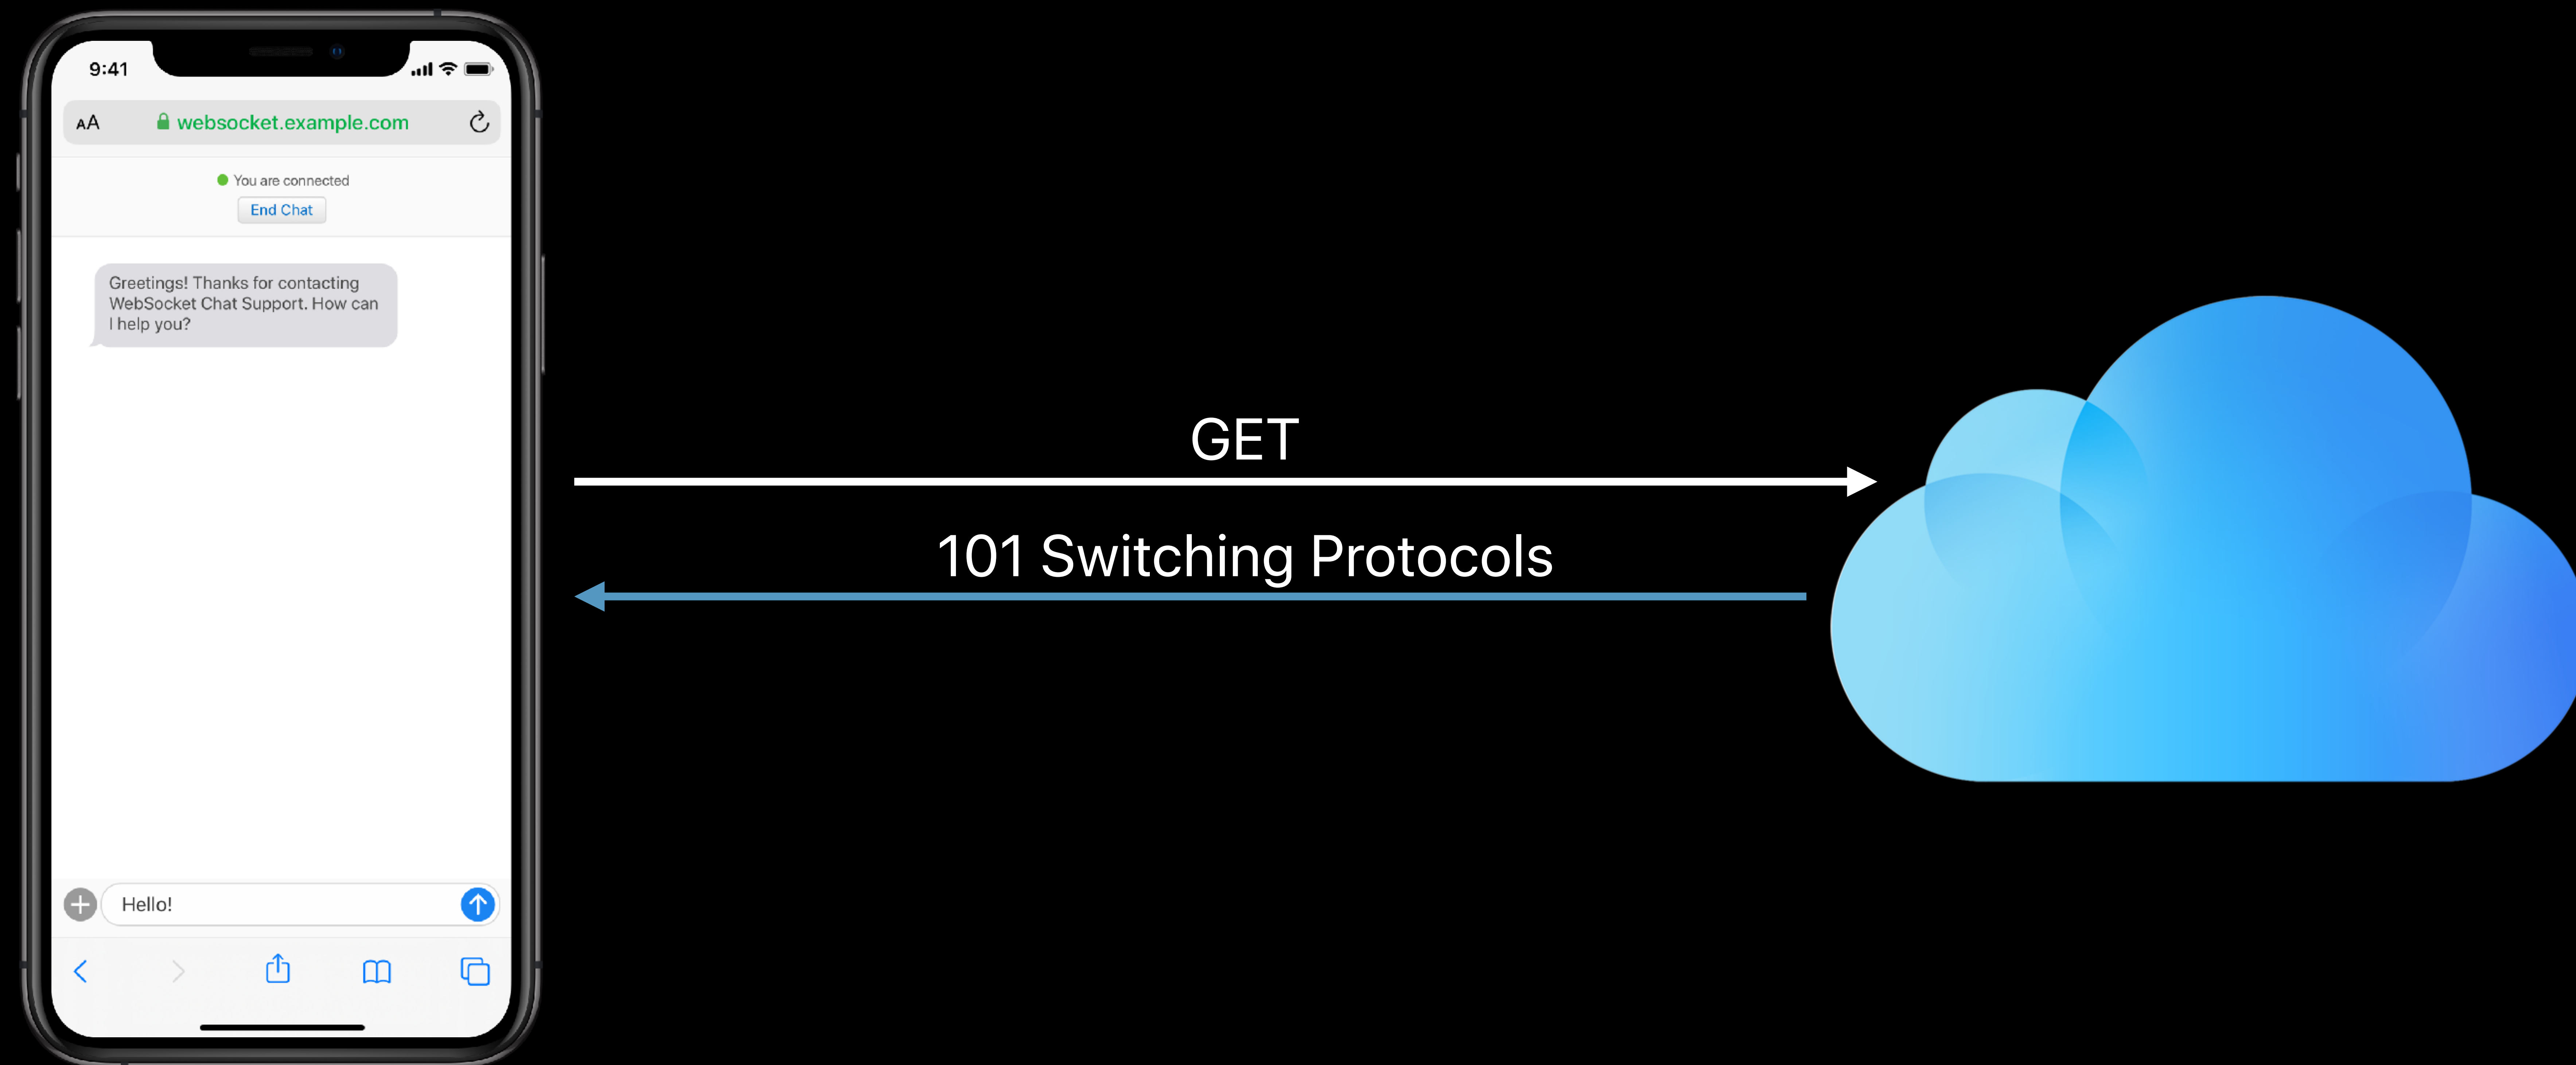 9:41
AA
websocket.example.com
You are connected
End Chat
Greetings! Thanks for contacting
WebSocket Chat Support. How can
I help you?
GET
101 Switching Protocols
Hello!